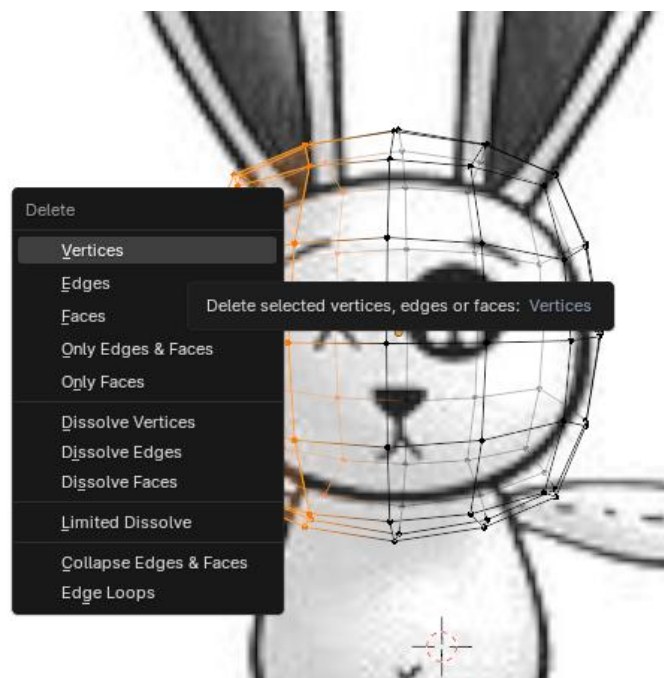 Delete
Vertices
Edges
Delete selected vertices, edges or faces: Vertices
Faces
Only Edges & Faces
Only Faces
Dissolve Vertices
Dissolve Edges
Dissolve Faces
Limited Dissolve
Collapse Edges & Faces
Edge Loops